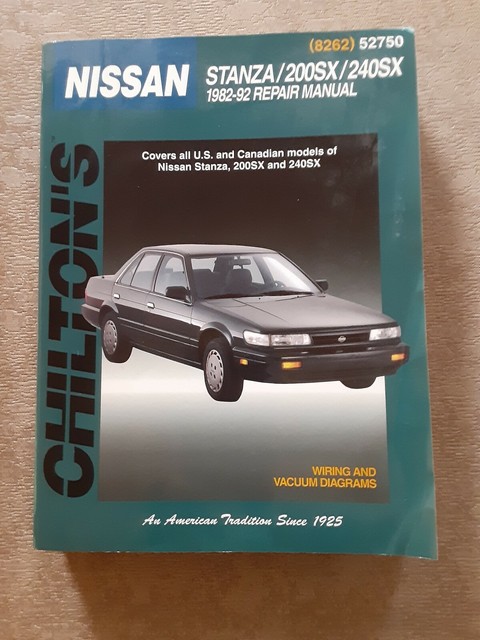 (8262) 52750
NISSAN
STANZA/200SX/240SX
1982-92 REPAIR MANUAL
CHILTON'S
Covers all U.S. and Canadian models of
Nissan Stanza, 200SX and 240SX
WIRING AND
VACUUM DIAGRAMS
An American Tradition Since 1925